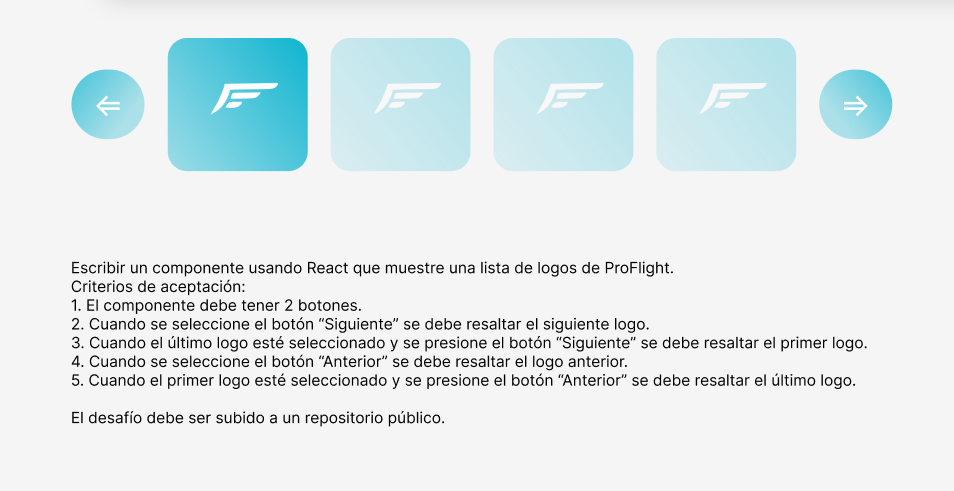 Escribir un componente usando React que muestre una lista de logos de ProFlight.
Criterios de aceptación:
1. El componente debe tener 2 botones.
2. Cuando se seleccione el botón “Siguiente” se debe resaltar el siguiente logo.
3. Cuando el último logo esté seleccionado y se presione el botón “Siguiente” se debe resaltar el primer logo.
4. Cuando se seleccione el botón “Anterior” se debe resaltar el logo anterior.
5. Cuando el primer logo esté seleccionado y se presione el botón “Anterior” se debe resaltar el último logo.
El desafío debe ser subido a un repositorio público.